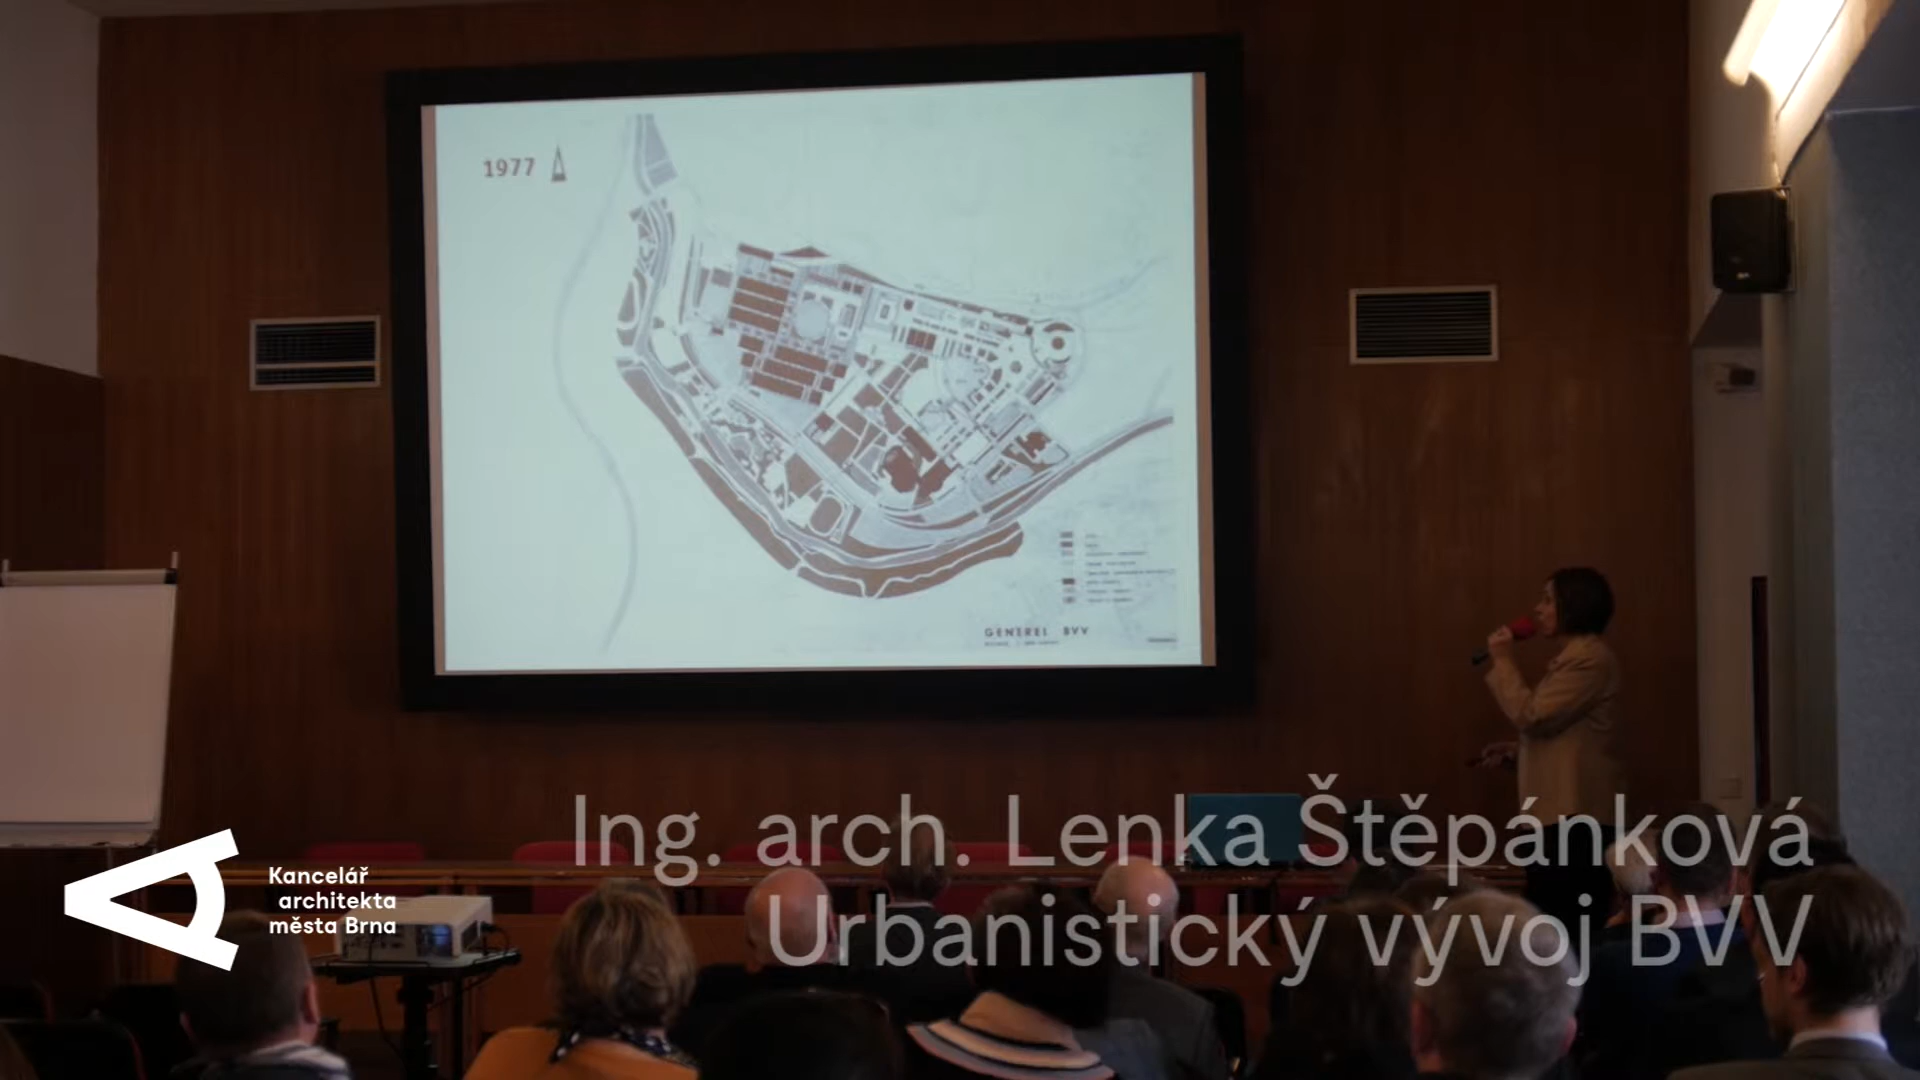 1977
GENEREL BVV
Ing. arch. Lenka Štěpánková
Urbanistický vývoj BVV
Kancelář
architekta
města Brna